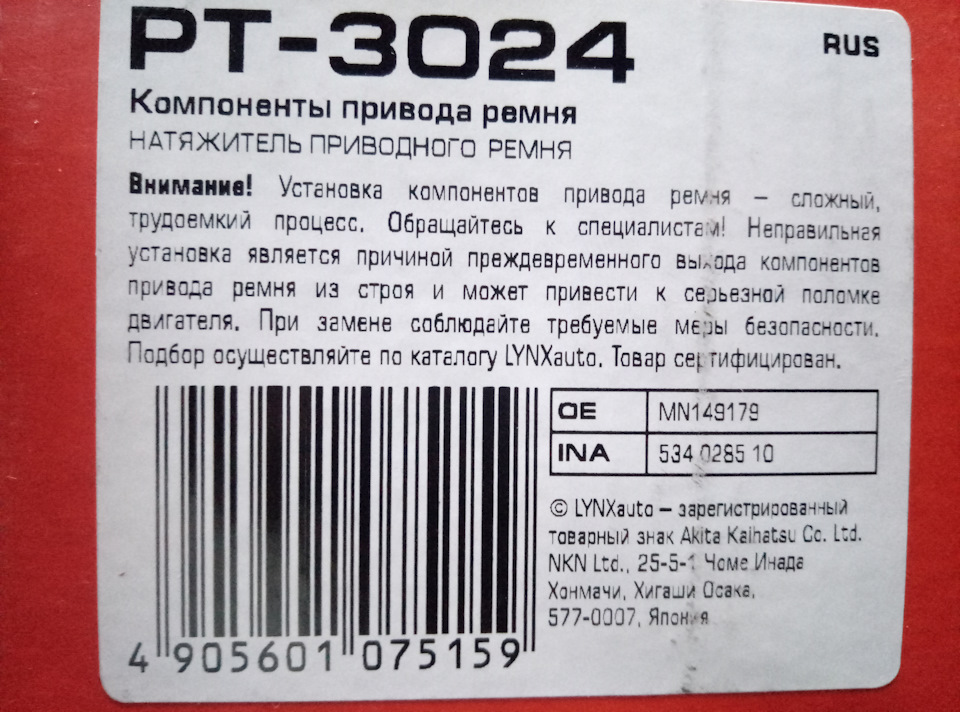 PT-3024
RUS
Компоненты привода ремня
НАТЯЖИТЕЛЬ ПРИВОДНОГО РЕМНЯ
Внимание! Установка компонентов привода ремня – сложный,
трудоемкий процесс. Обращайтесь к специалистам! Неправильная
установка является причиной преждевременного выхода компонентов
привода ремня из строя и может привести к серьезной поломке
двигателя. При замене соблюдайте требуемые меры безопасности.
Подбор осуществляйте по каталогу LYNXauto. Товар сертифицирован.
OE MN149179
INA 534 0285 10
© LYNXauto – зарегистрированный
товарный знак Akita Kaihatsu Co. Ltd.
NKN Ltd., 25-5-1 Чоме Инада
Хонмачи, Хигаши Осака,
577-0007, Япония
4 905601 075159